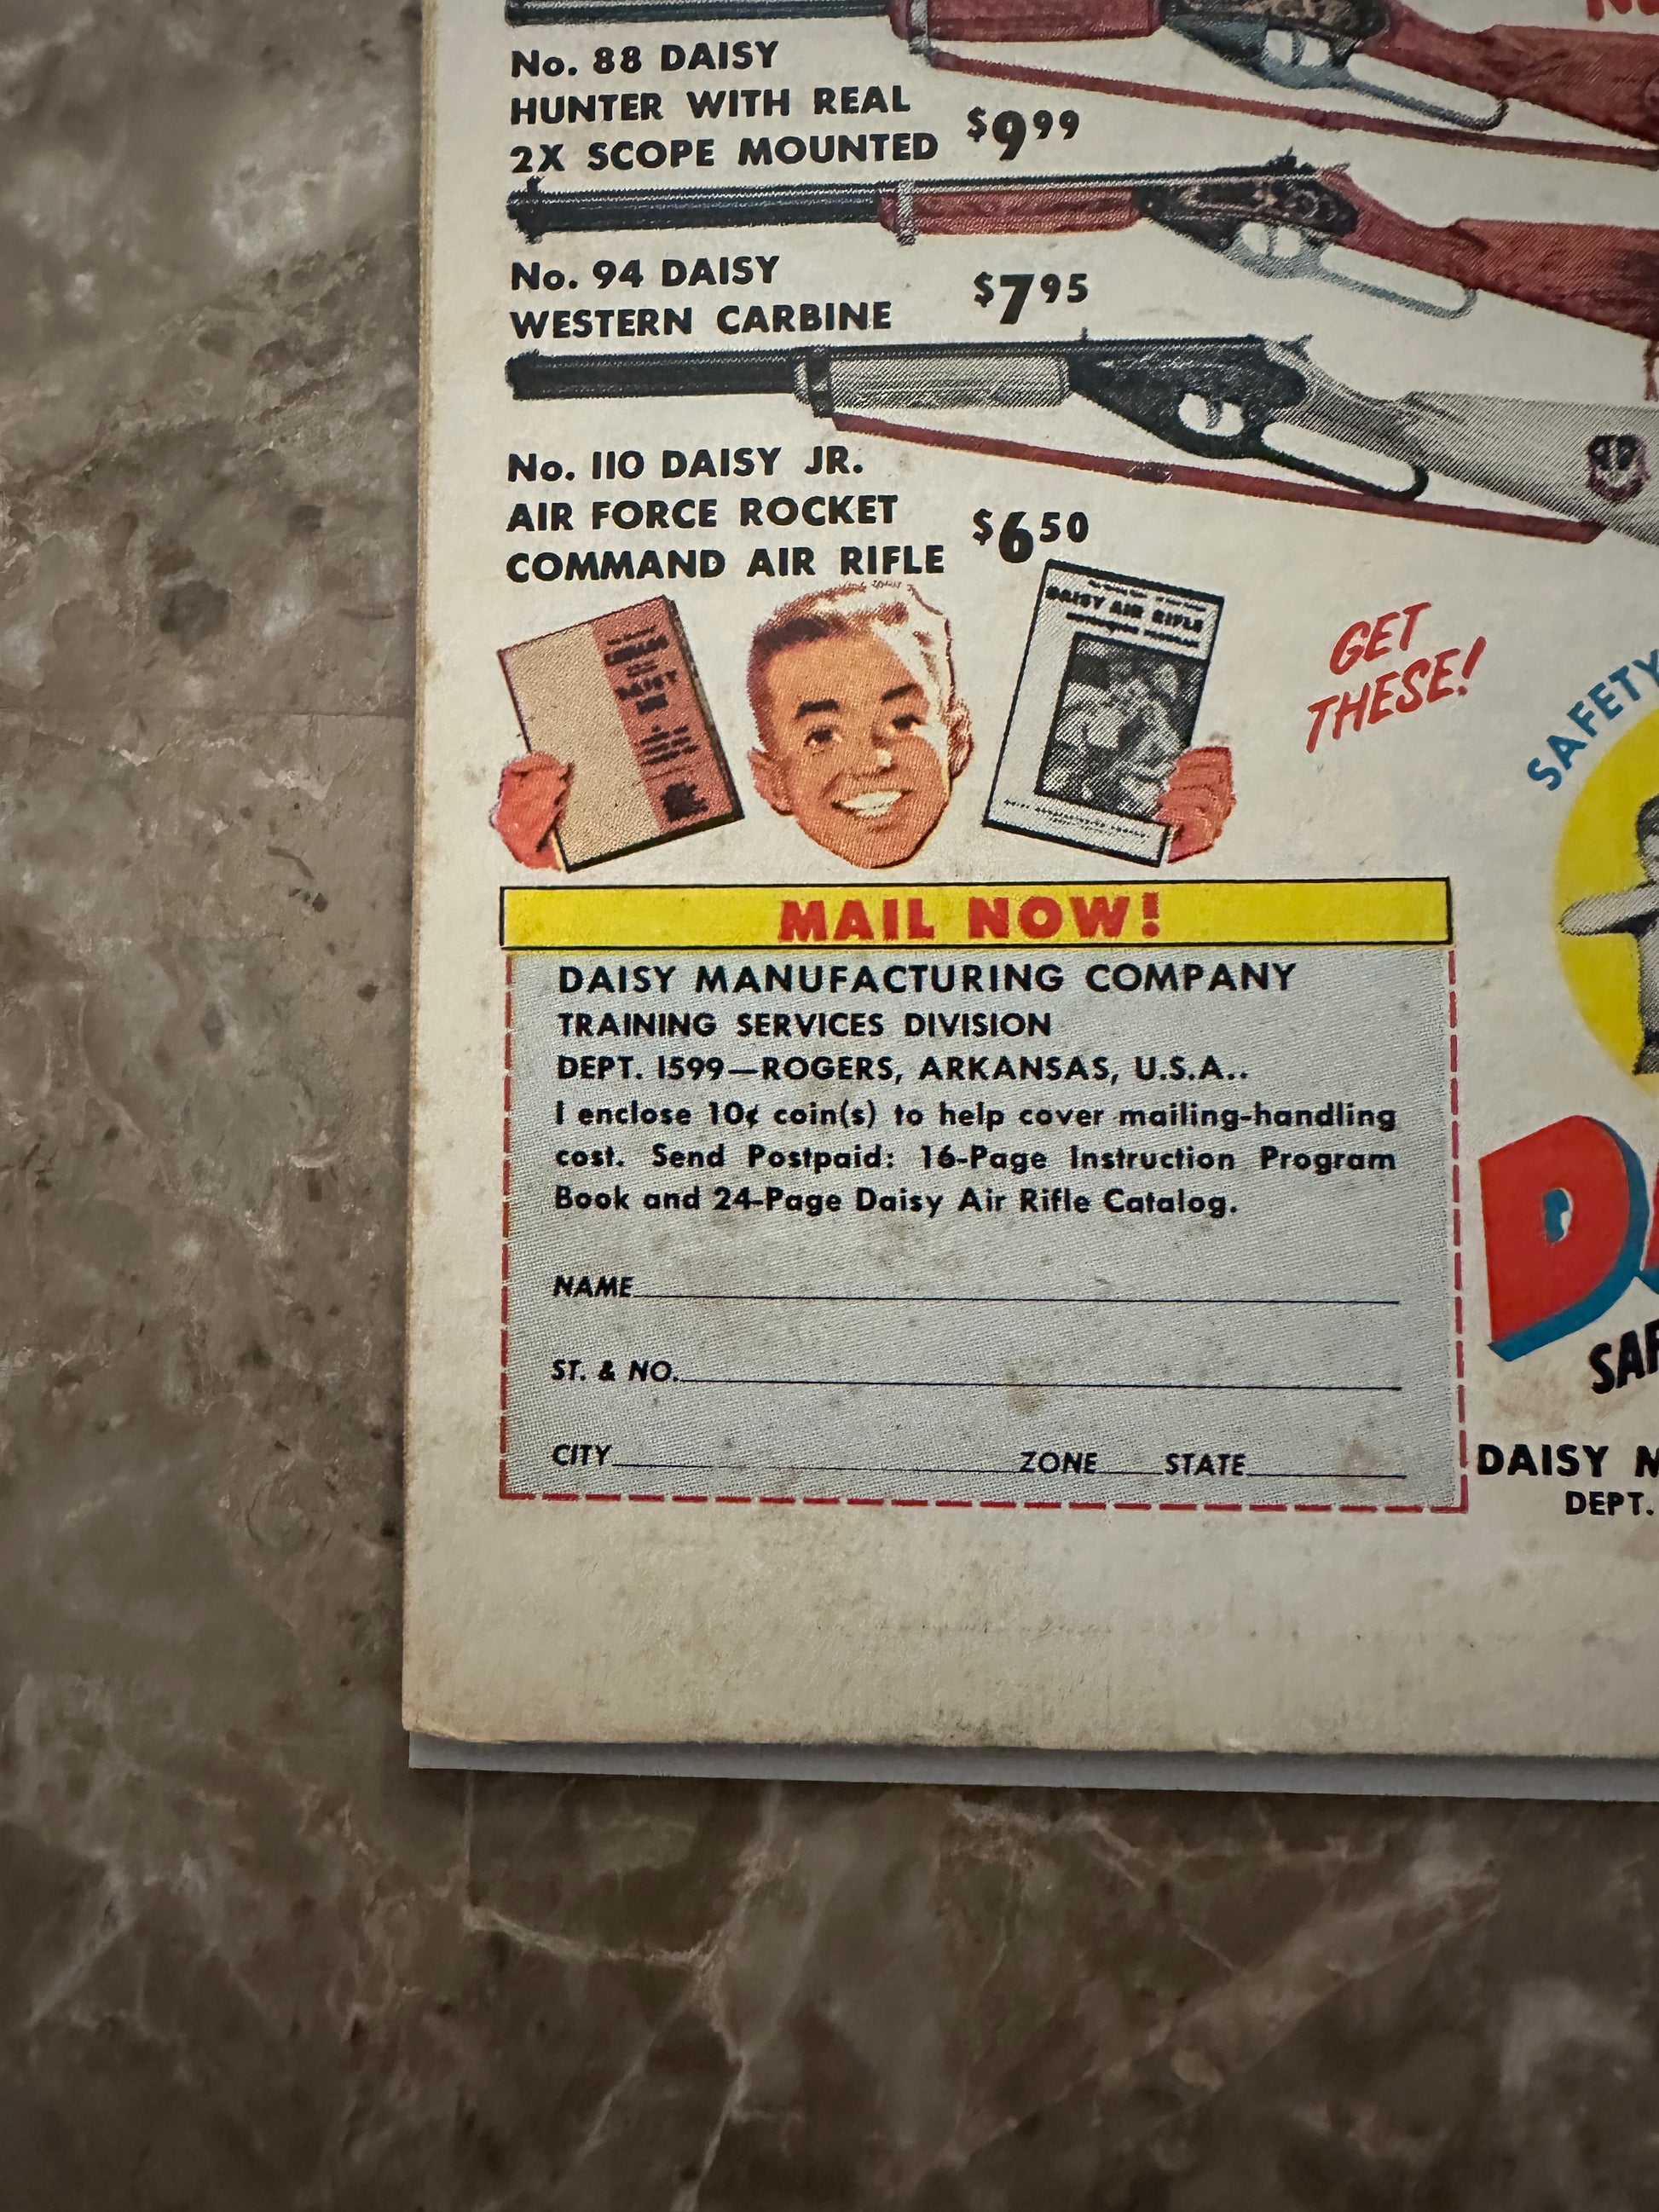 No. 88 DAISY
HUNTER WITH REAL
2X SCOPE MOUNTED $9.99
No. 94 DAISY
WESTERN CARBINE $7.95
No. 110 DAISY JR.
AIR FORCE ROCKET
COMMAND AIR RIFLE $6.50
DAISY AIR RIFLE
GET
THESE!
SAFETY
MAIL NOW!
DAISY MANUFACTURING COMPANY
TRAINING SERVICES DIVISION
DEPT. 1599—ROGERS, ARKANSAS, U.S.A..
I enclose 10¢ coin(s) to help cover mailing-handling
cost. Send Postpaid: 16-Page Instruction Program
Book and 24-Page Daisy Air Rifle Catalog.
NAME
ST. & NO.
CITY ZONE STATE
D
SAF
DAISY M
DEPT.